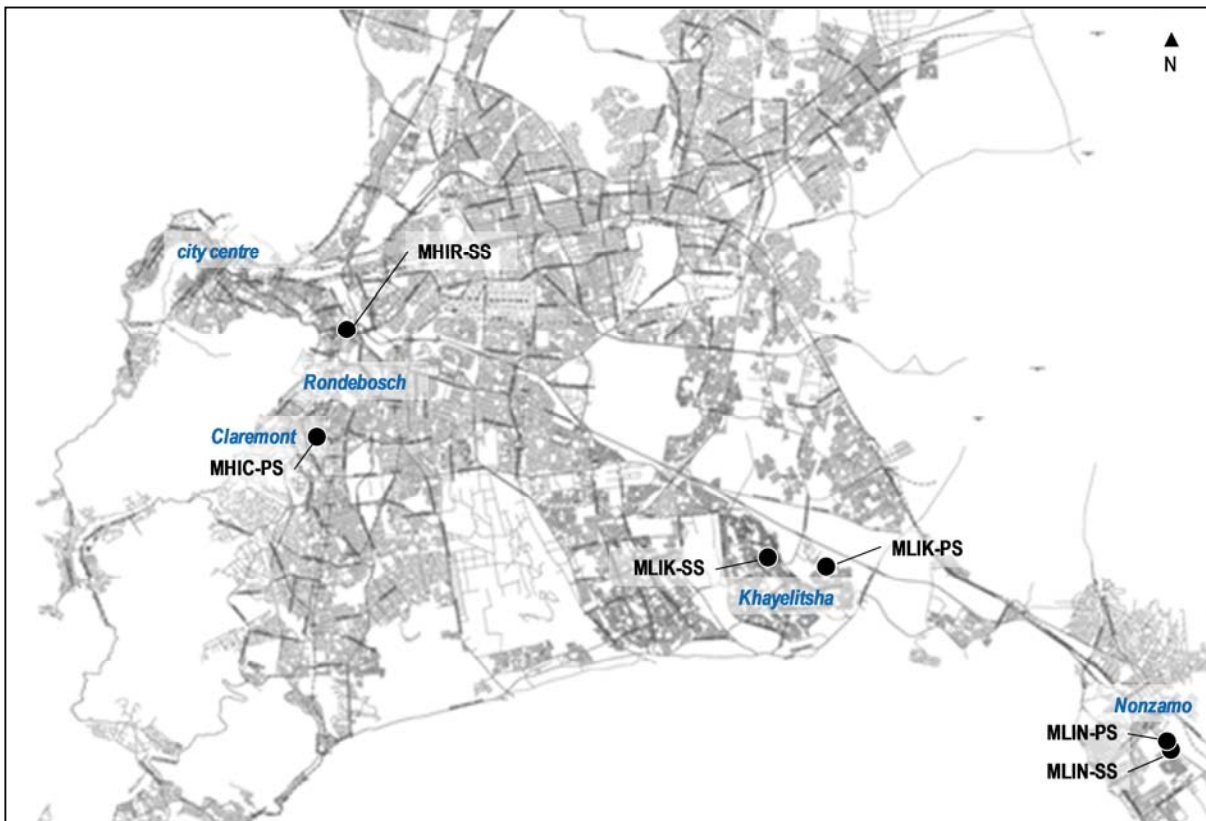 N
city centre
MHIR-SS
Rondebosch
Claremont
MHIC-PS
MLIK-PS
MLIK-SS
Khayelitsha
Nonzamo
MLIN-PS
MLIN-SS